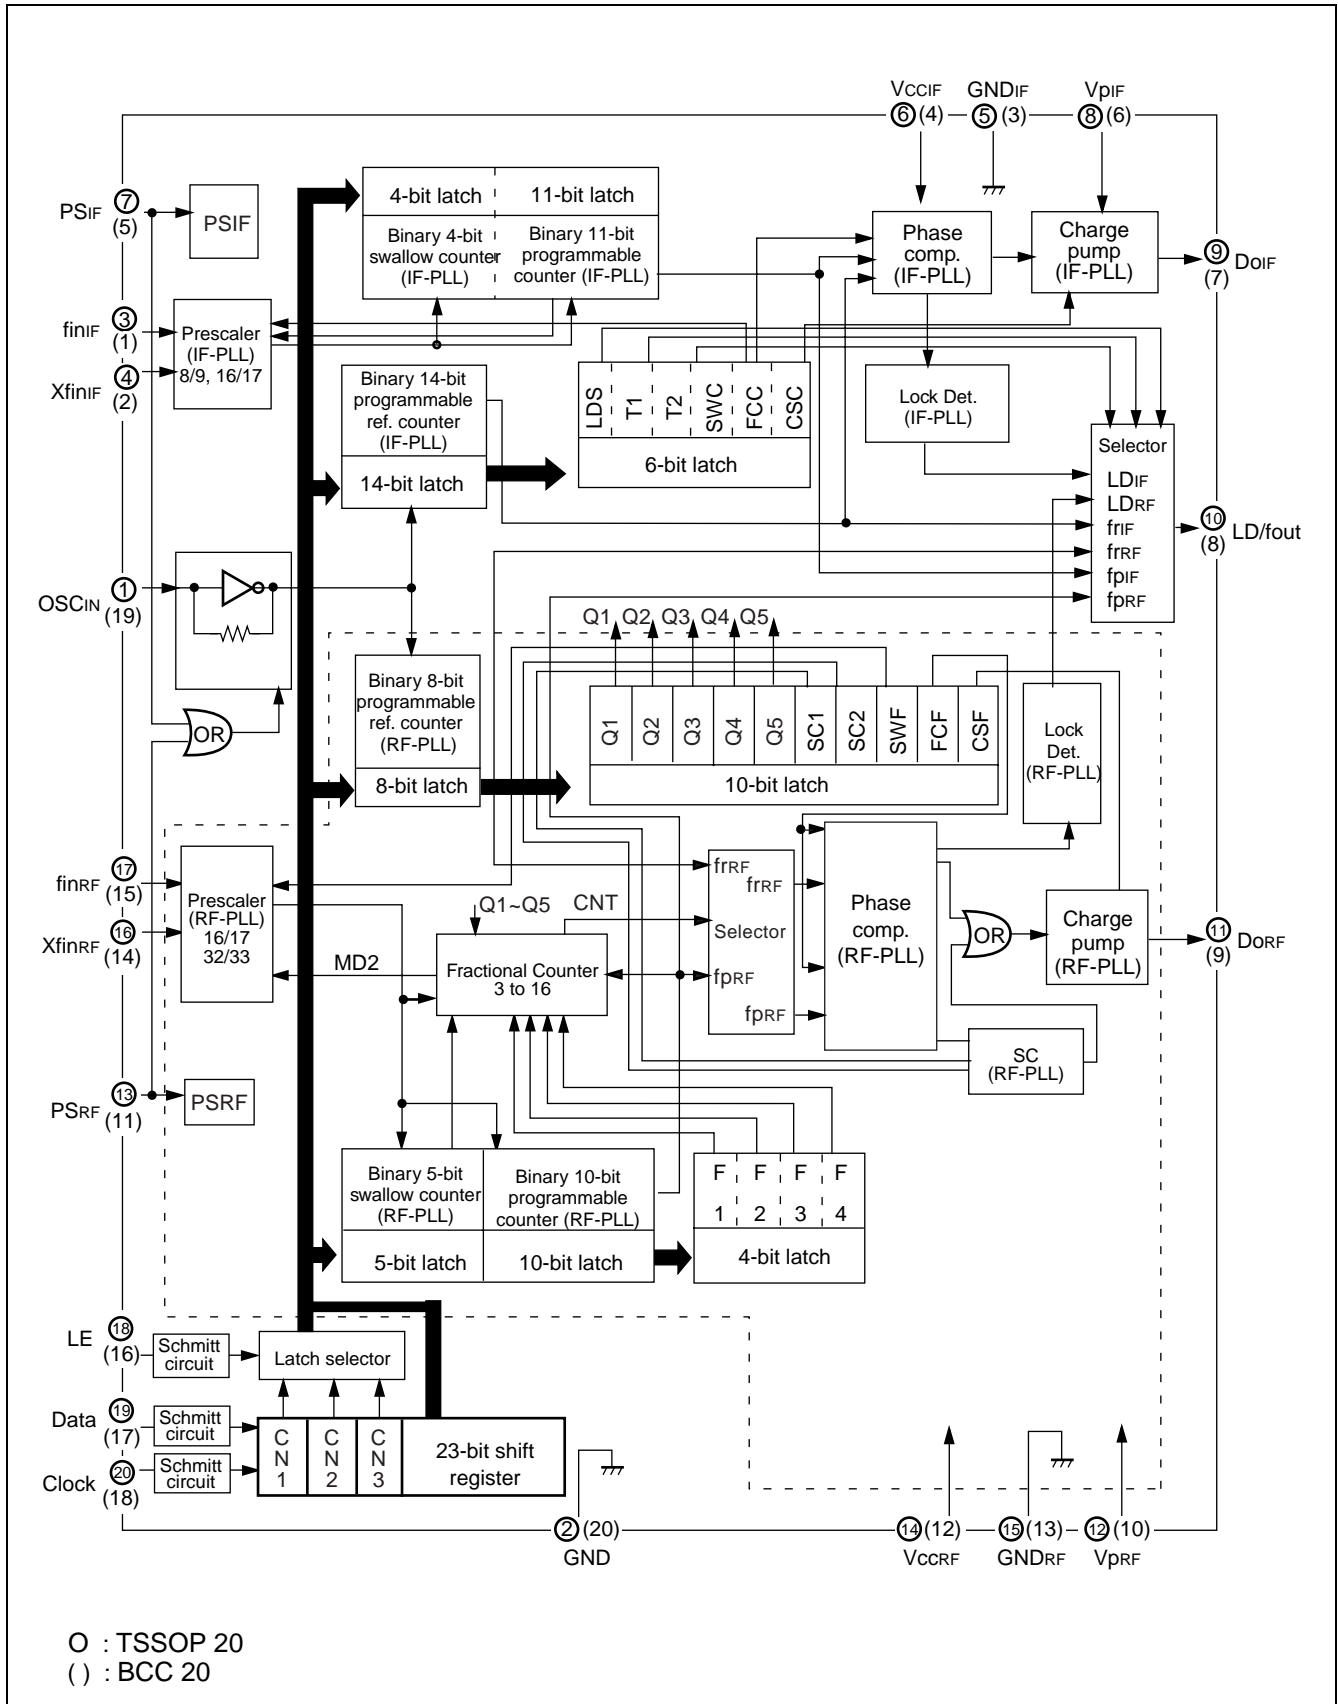 VCCIF GNDIF VpIF
6 (4) 5 (3) 8 (6)
PSIF 7 (5)
PSIF
4-bit latch 11-bit latch
Binary 4-bit swallow counter (IF-PLL)
Binary 11-bit programmable counter (IF-PLL)
Phase comp. (IF-PLL)
Charge pump (IF-PLL)
9 (7) DoIF
finIF 3 (1)
XfinIF 4 (2)
Prescaler (IF-PLL) 8/9, 16/17
Binary 14-bit programmable ref. counter (IF-PLL)
14-bit latch
LDS T1 T2 SWC FCC CSC
6-bit latch
Lock Det. (IF-PLL)
Selector
LDIF
LDRF
frIF
frRF
fpIF
fpRF
10 (8) LD/fout
OSCIN 1 (19)
OR
Binary 8-bit programmable ref. counter (RF-PLL)
8-bit latch
Q1 Q2 Q3 Q4 Q5
Q1 Q2 Q3 Q4 Q5 SC1 SC2 SWF FCF CSF
10-bit latch
Lock Det. (RF-PLL)
finRF 17 (15)
XfinRF 16 (14)
Prescaler (RF-PLL) 16/17 32/33
MD2
Q1~Q5 CNT
Fractional Counter 3 to 16
frRF
frRF
Selector
fpRF
fpRF
Phase comp. (RF-PLL)
OR
Charge pump (RF-PLL)
11 (9) DoRF
SC (RF-PLL)
PSRF 13 (11)
PSRF
Binary 5-bit swallow counter (RF-PLL)
Binary 10-bit programmable counter (RF-PLL)
5-bit latch 10-bit latch
F1 F2 F3 F4
4-bit latch
LE 18 (16)
Schmitt circuit
Latch selector
Data 19 (17)
Schmitt circuit
Clock 20 (18)
Schmitt circuit
CN1 CN2 CN3
23-bit shift register
2 (20) 14 (12) 15 (13) 12 (10)
GND VccRF GNDRF VpRF
O : TSSOP 20
( ) : BCC 20